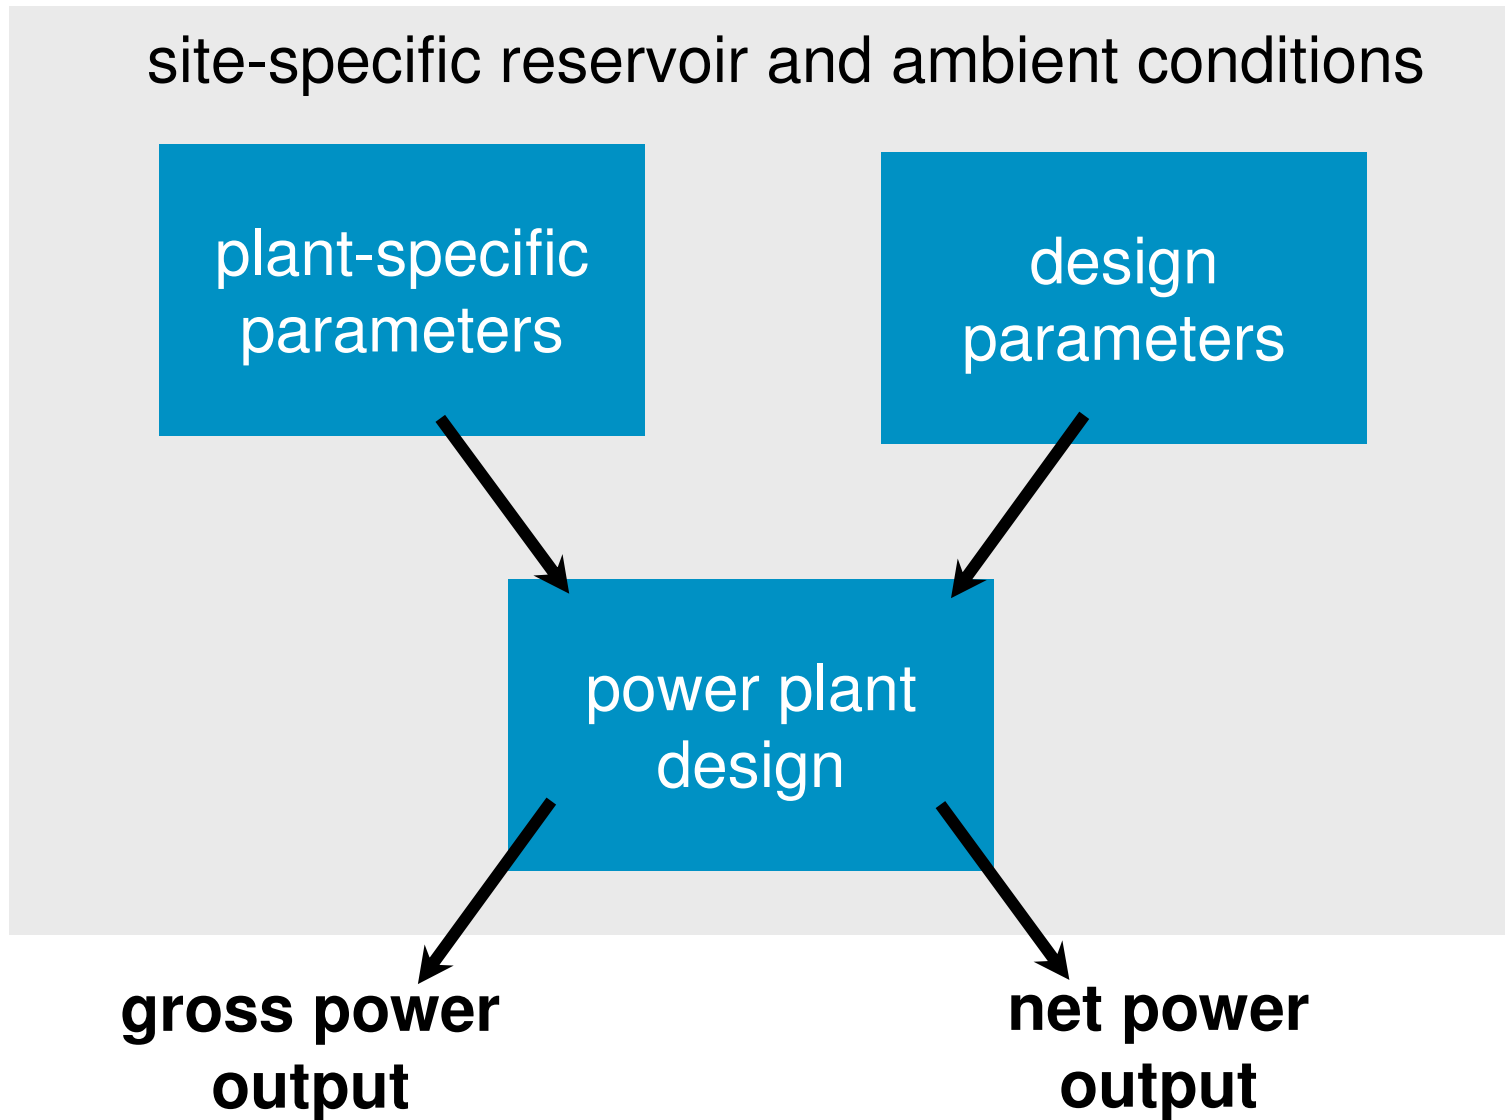 site-specific reservoir and ambient conditions
plant-specific
parameters
design
parameters
power plant
design
gross power
output
net power
output